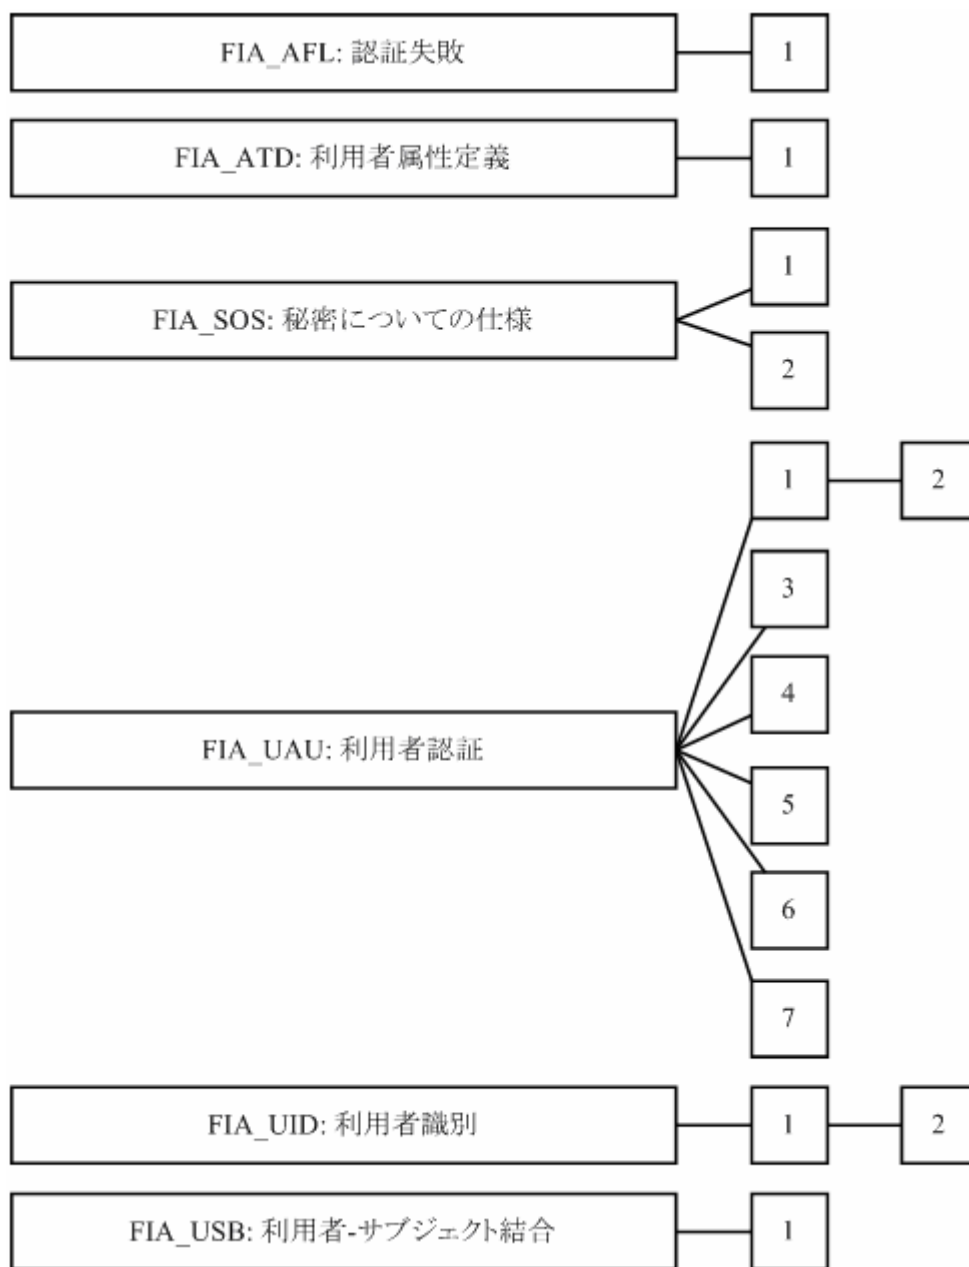 FIA_AFL: 認証失敗 1
FIA_ATD: 利用者属性定義 1
1
FIA_SOS: 秘密についての仕様
2
1 2
3
4
FIA_UAU: 利用者認証
5
6
7
FIA_UID: 利用者識別 1 2
FIA_USB: 利用者-サブジェクト結合 1